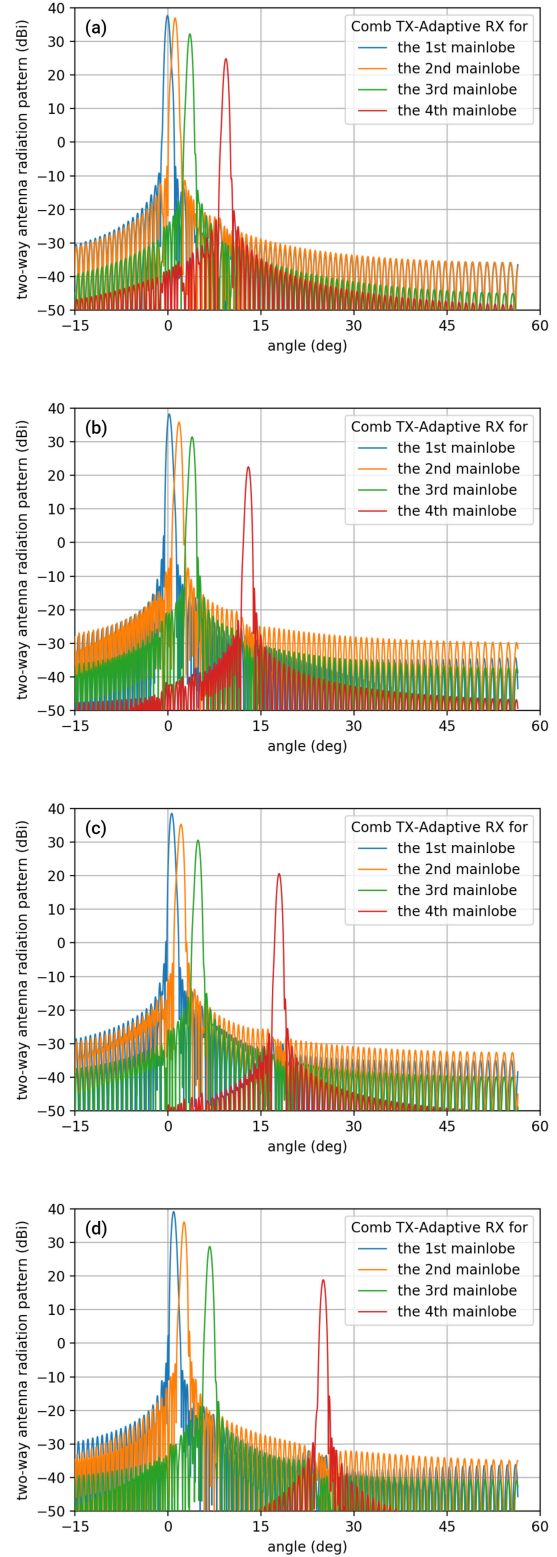 (a)
Comb TX-Adaptive RX for
the 1st mainlobe
the 2nd mainlobe
the 3rd mainlobe
the 4th mainlobe
two-way antenna radiation pattern (dBi)
40
30
20
10
0
−10
−20
−30
−40
−50
−15
0
15
30
45
60
angle (deg)
(b)
Comb TX-Adaptive RX for
the 1st mainlobe
the 2nd mainlobe
the 3rd mainlobe
the 4th mainlobe
two-way antenna radiation pattern (dBi)
40
30
20
10
0
−10
−20
−30
−40
−50
−15
0
15
30
45
60
angle (deg)
(c)
Comb TX-Adaptive RX for
the 1st mainlobe
the 2nd mainlobe
the 3rd mainlobe
the 4th mainlobe
two-way antenna radiation pattern (dBi)
40
30
20
10
0
−10
−20
−30
−40
−50
−15
0
15
30
45
60
angle (deg)
(d)
Comb TX-Adaptive RX for
the 1st mainlobe
the 2nd mainlobe
the 3rd mainlobe
the 4th mainlobe
two-way antenna radiation pattern (dBi)
40
30
20
10
0
−10
−20
−30
−40
−50
−15
0
15
30
45
60
angle (deg)